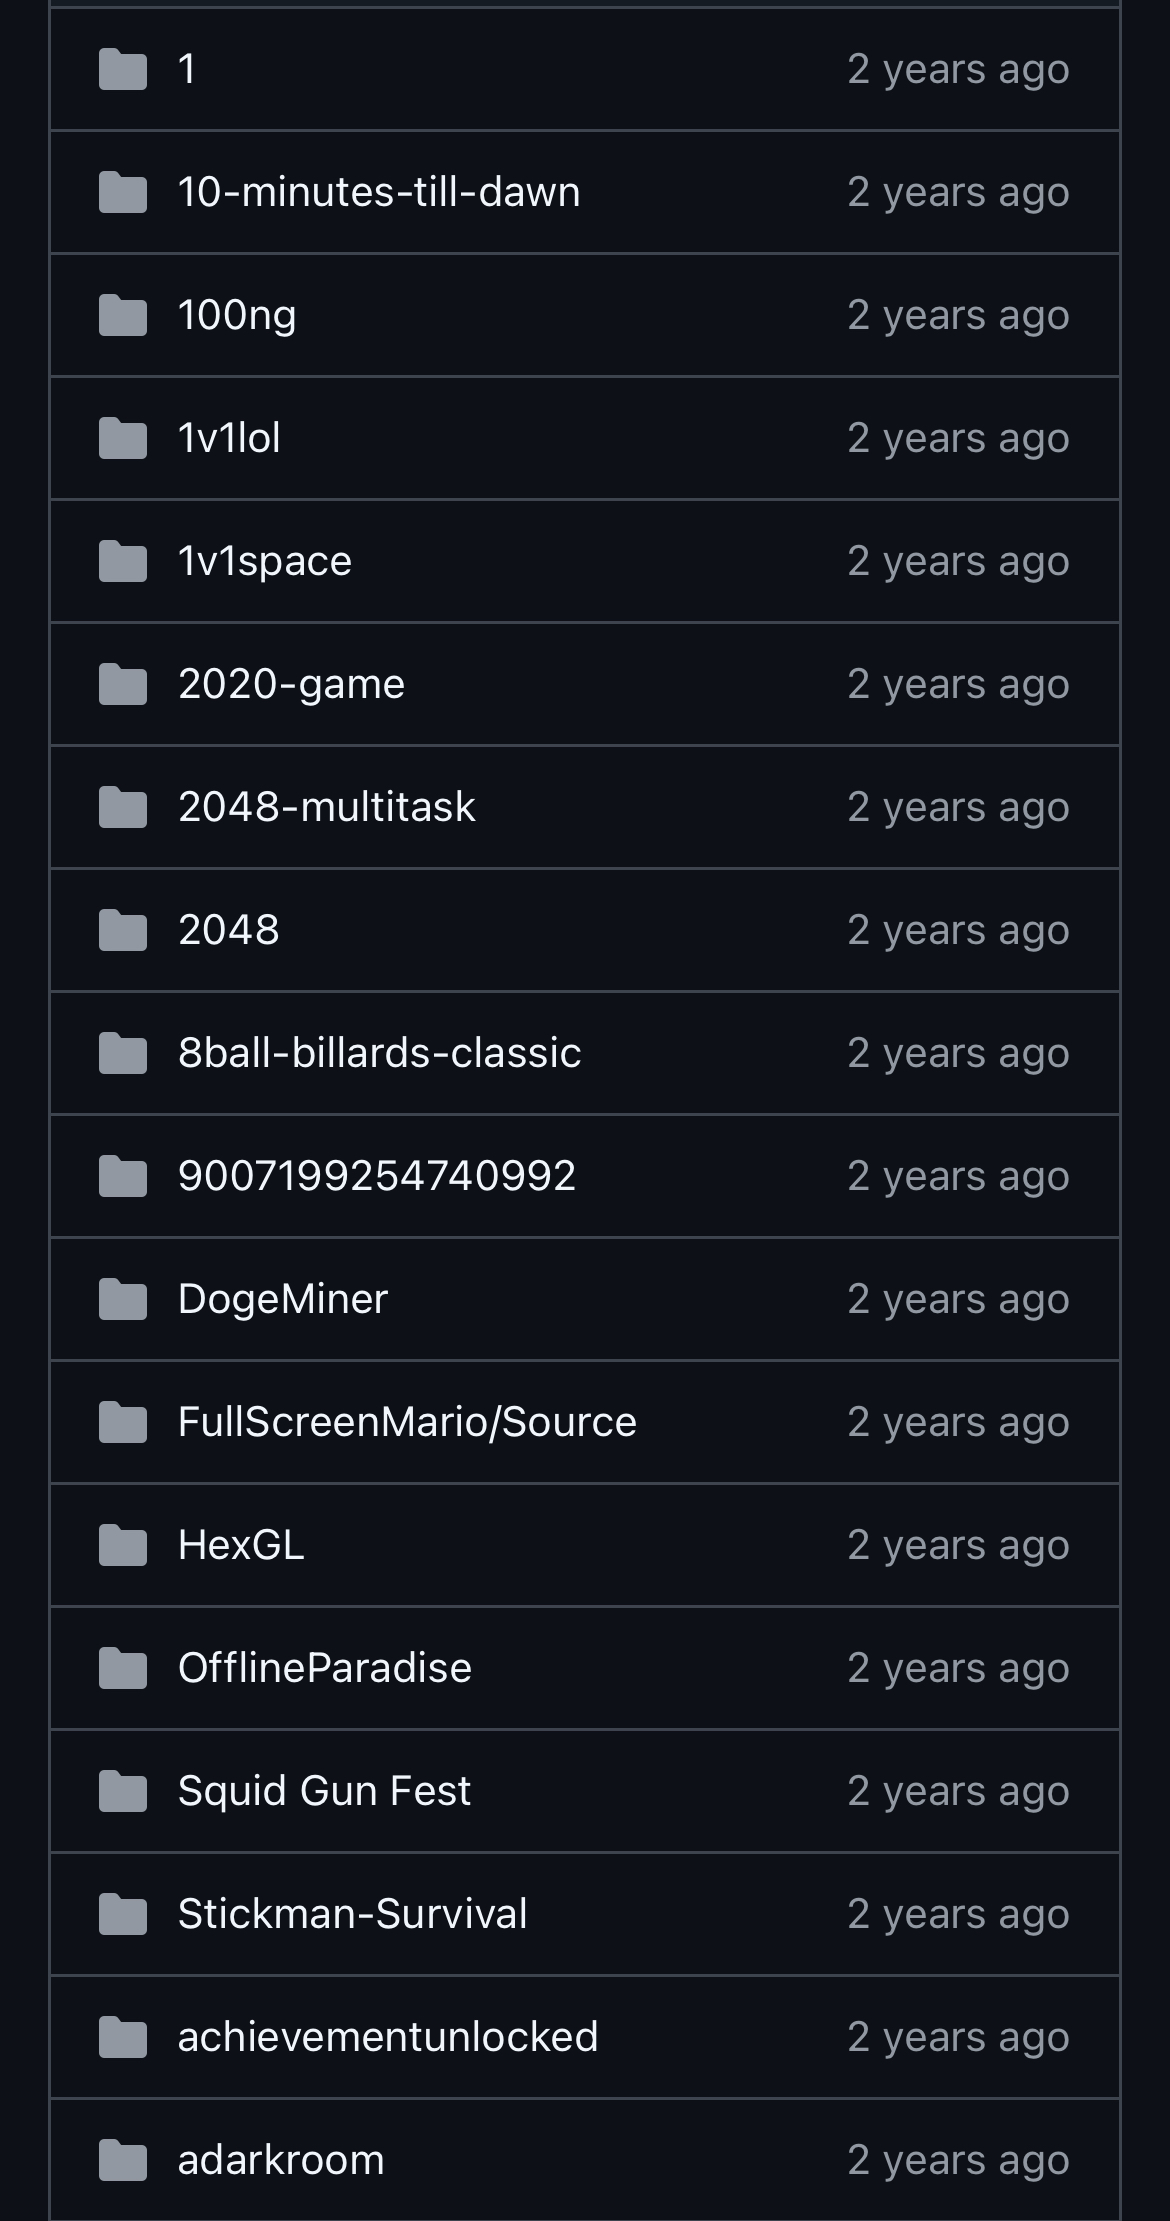 1 2 years ago
10-minutes-till-dawn 2 years ago
100ng 2 years ago
1v1lol 2 years ago
1v1space 2 years ago
2020-game 2 years ago
2048-multitask 2 years ago
2048 2 years ago
8ball-billards-classic 2 years ago
9007199254740992 2 years ago
DogeMiner 2 years ago
FullScreenMario/Source 2 years ago
HexGL 2 years ago
OfflineParadise 2 years ago
Squid Gun Fest 2 years ago
Stickman-Survival 2 years ago
achievementunlocked 2 years ago
adarkroom 2 years ago